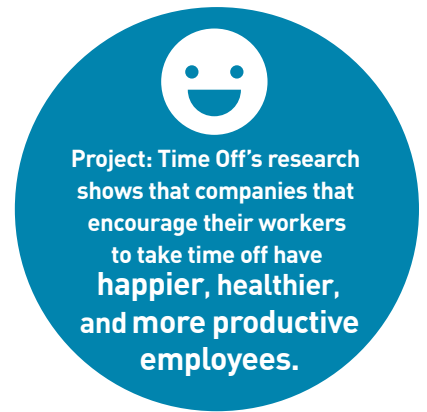 Project: Time Off’s research
shows that companies that
encourage their workers
to take time off have
happier, healthier,
and more productive
employees.